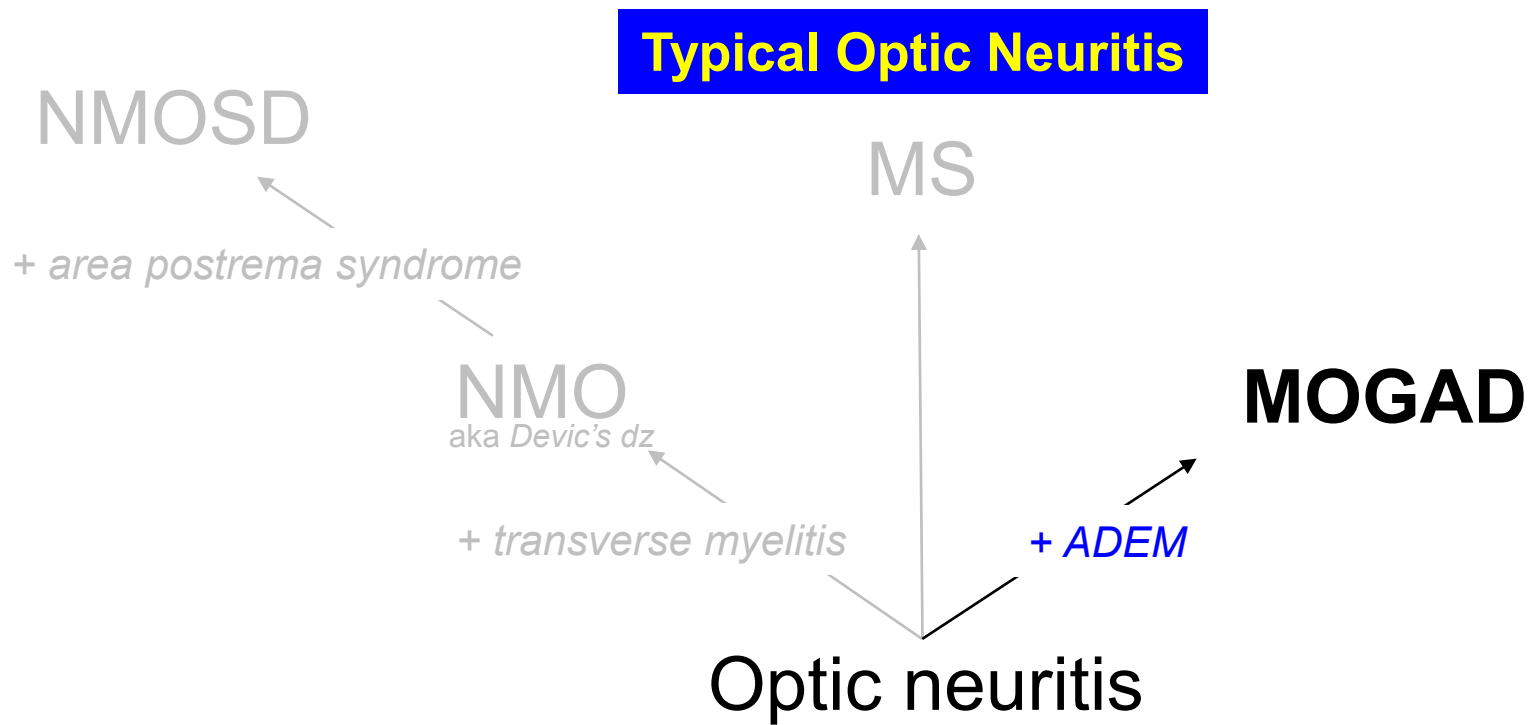 Typical Optic Neuritis
NMOSD
MS
+ area postrema syndrome
NMO
aka Devic's dz
MOGAD
+ transverse myelitis
+ ADEM
Optic neuritis